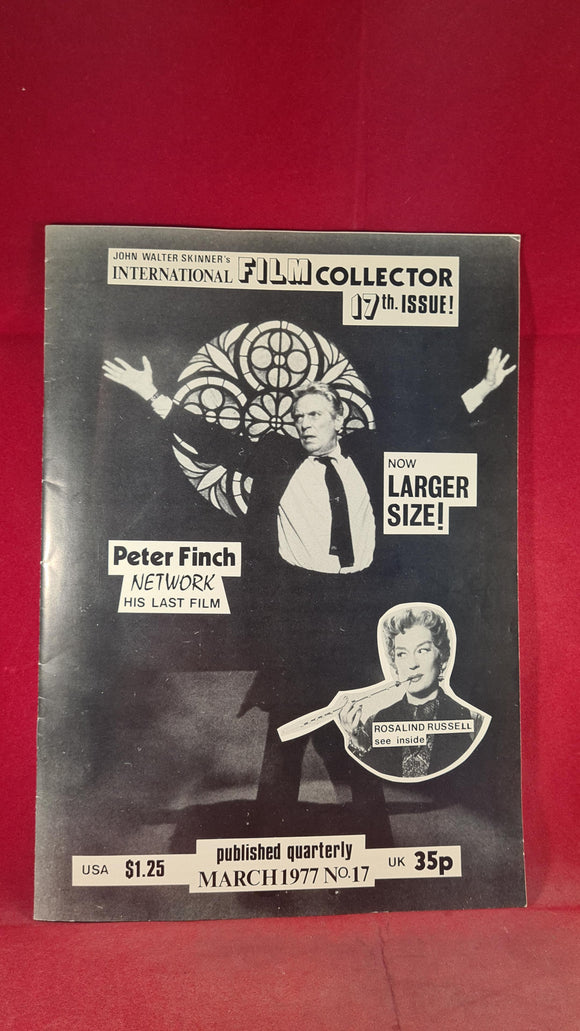 JOHN WALTER SKINNER's
INTERNATIONAL FILM COLLECTOR
17th. ISSUE!
NOW
LARGER
SIZE!
Peter Finch
NETWORK
HIS LAST FILM
ROSALIND RUSSELL
see inside
published quarterly
USA $1.25 MARCH 1977 NO.17 UK 35p